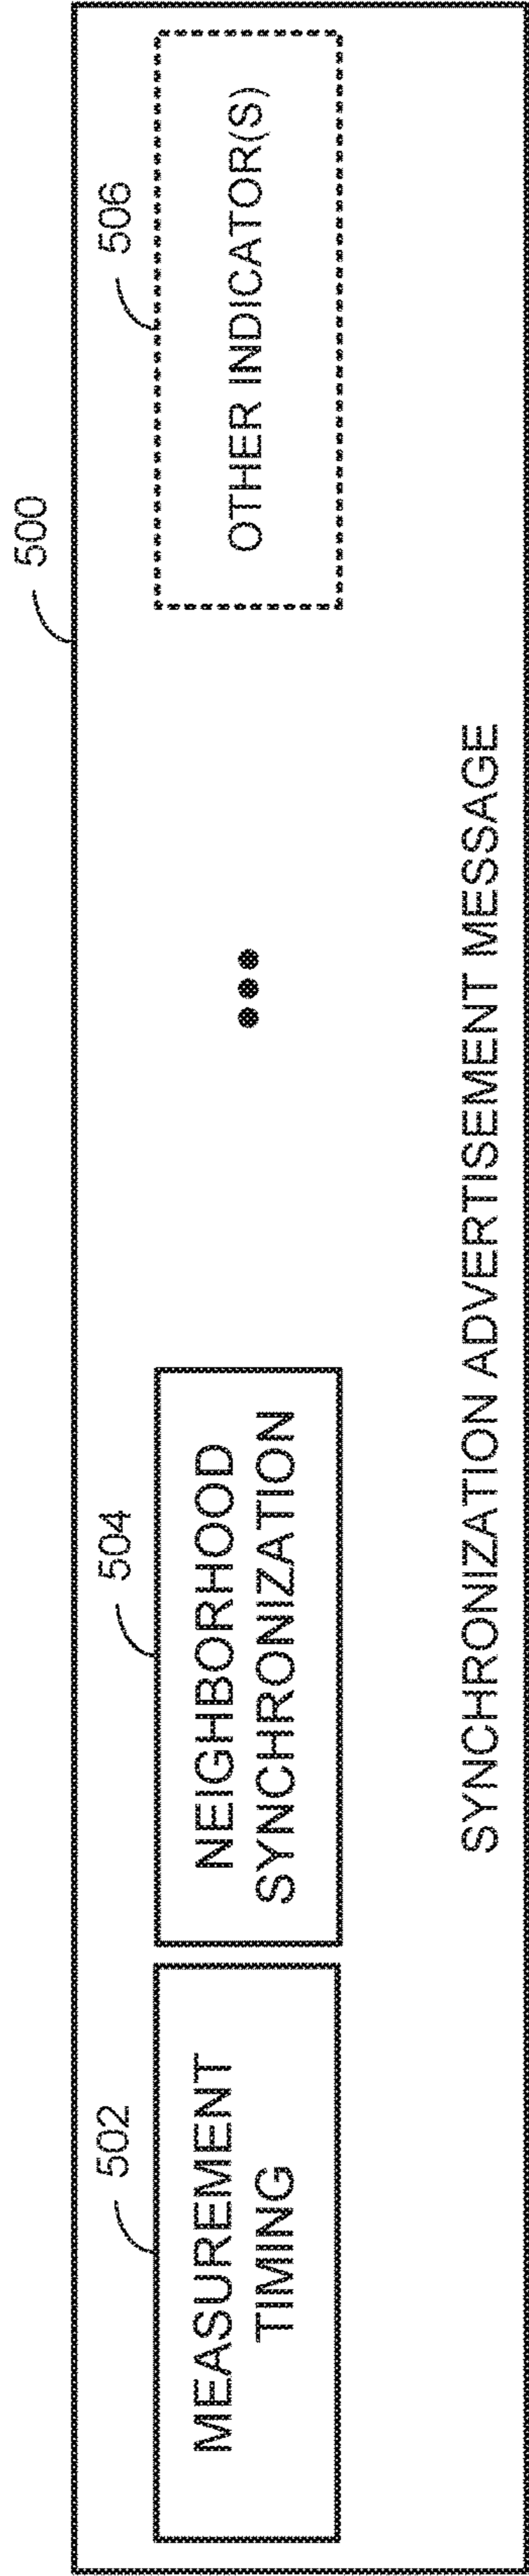 500
502
MEASUREMENT
TIMING
504
NEIGHBORHOOD
SYNCHRONIZATION
506
OTHER INDICATOR(S)
SYNCHRONIZATION ADVERTISEMENT MESSAGE